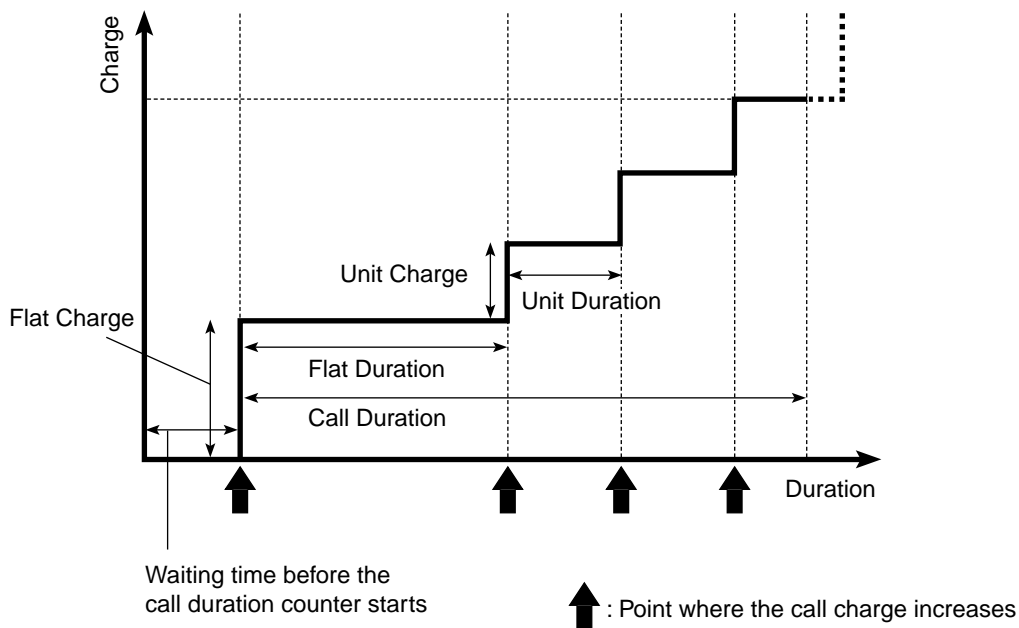 Charge
Unit Charge
Unit Duration
Flat Charge
Flat Duration
Call Duration
Duration
Waiting time before the
call duration counter starts
: Point where the call charge increases